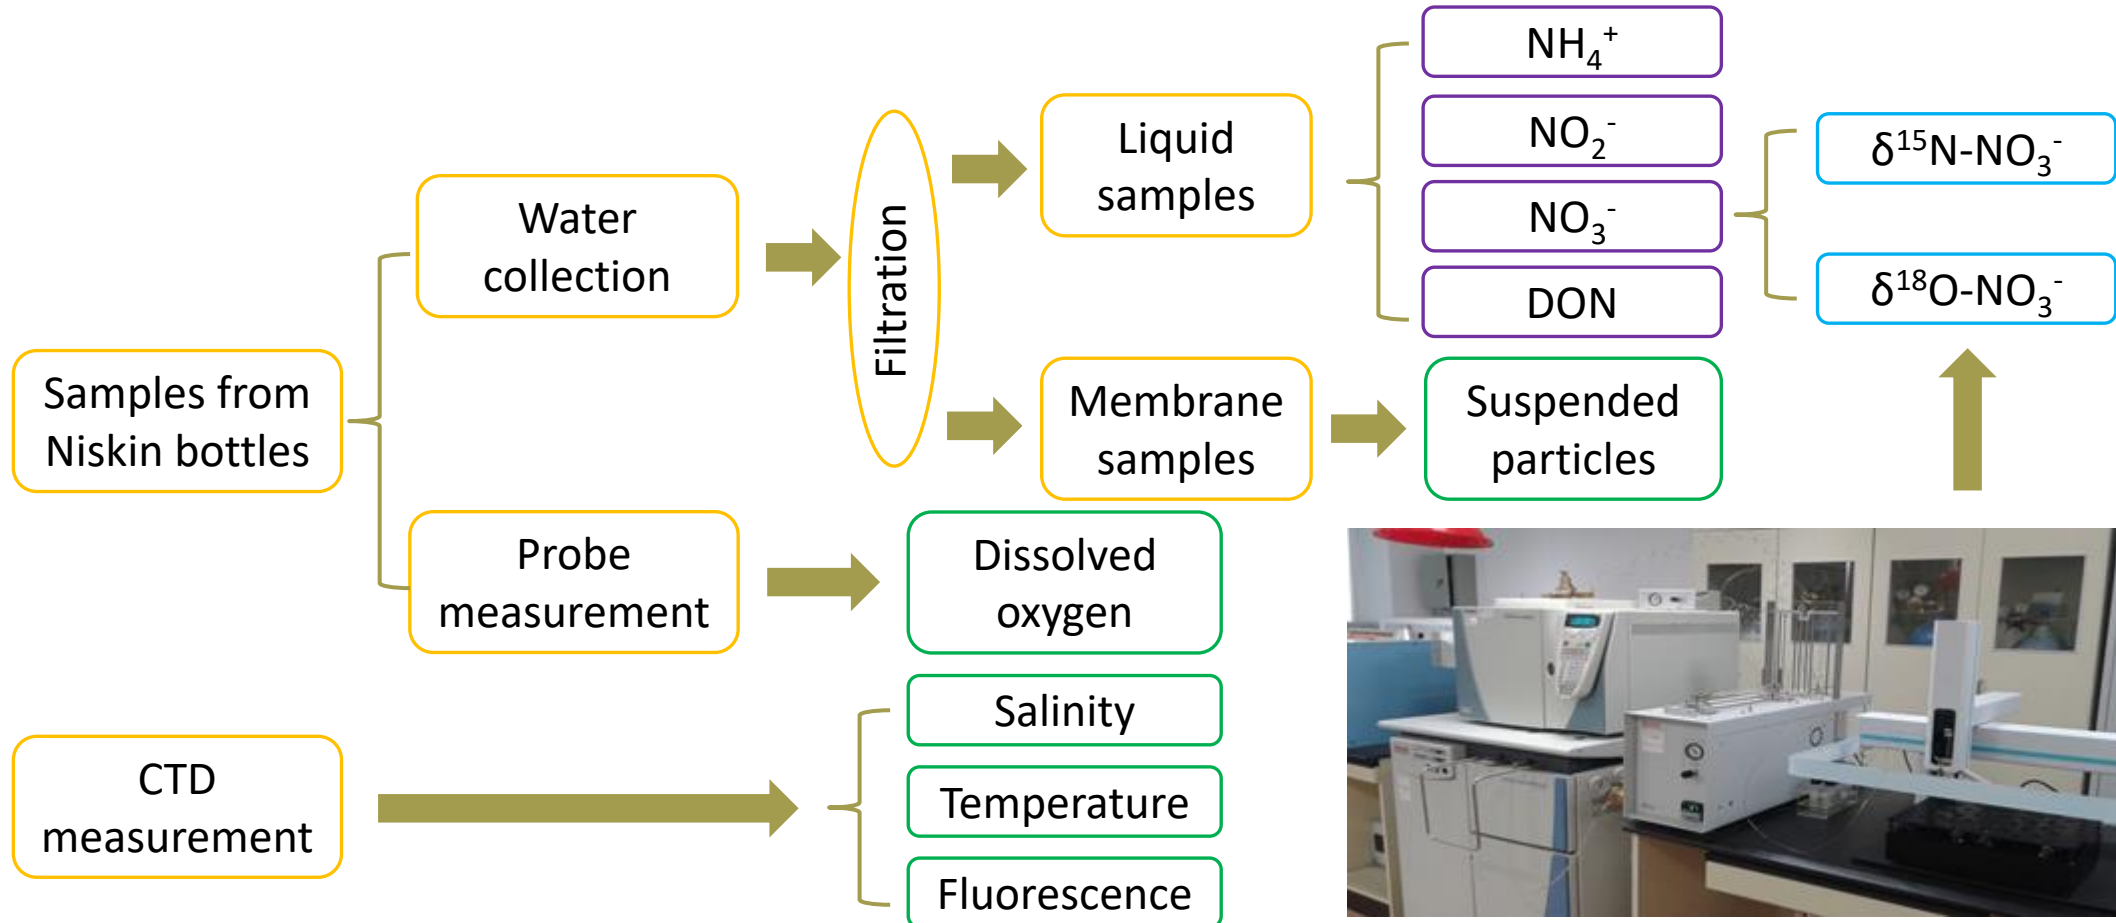 Samples from
Niskin bottles
Water
collection
Probe
measurement
Filtration
Liquid
samples
Membrane
samples
NH₄⁺
NO₂⁻
NO₃⁻
DON
δ¹⁵N-NO₃⁻
δ¹⁸O-NO₃⁻
Suspended
particles
Dissolved
oxygen
CTD
measurement
Salinity
Temperature
Fluorescence